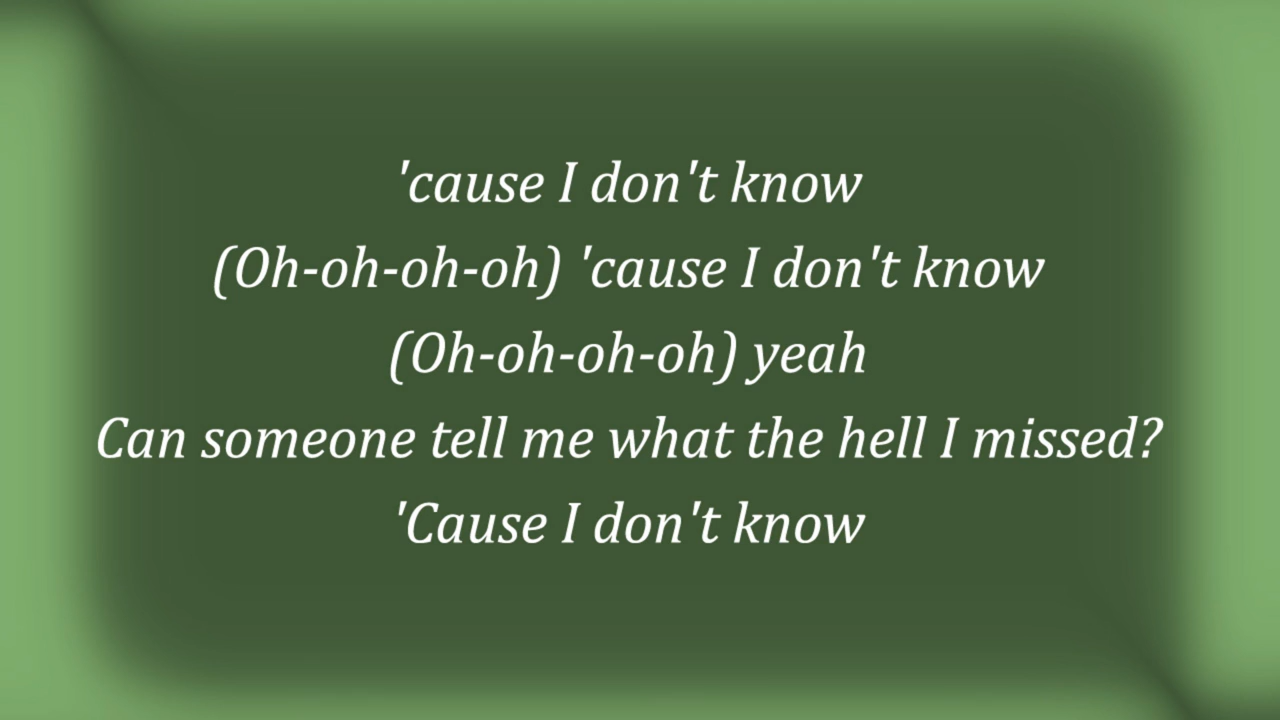 'cause I don't know
(Oh-oh-oh-oh) 'cause I don't know
(Oh-oh-oh-oh) yeah
Can someone tell me what the hell I missed?
'Cause I don't know